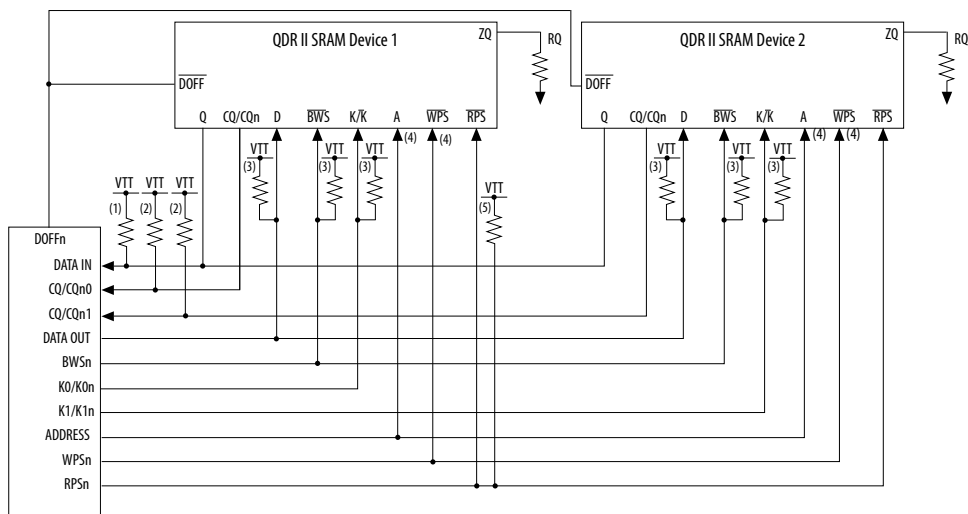 QDR II SRAM Device 1
ZQ
RQ
DOFF
Q
CQ/CQn
D
BWS
K/K
A
WPS
RPS
(4)
(4)
QDR II SRAM Device 2
ZQ
RQ
DOFF
Q
CQ/CQn
D
BWS
K/K
A
WPS
RPS
(4)
(4)
VTT
(3)
VTT
(3)
VTT
(3)
VTT
(3)
VTT
(3)
VTT
(3)
VTT
(1)
VTT
(2)
VTT
(2)
VTT
(5)
DOFFn
DATA IN
CQ/CQn0
CQ/CQn1
DATA OUT
BWSn
K0/K0n
K1/K1n
ADDRESS
WPSn
RPSn